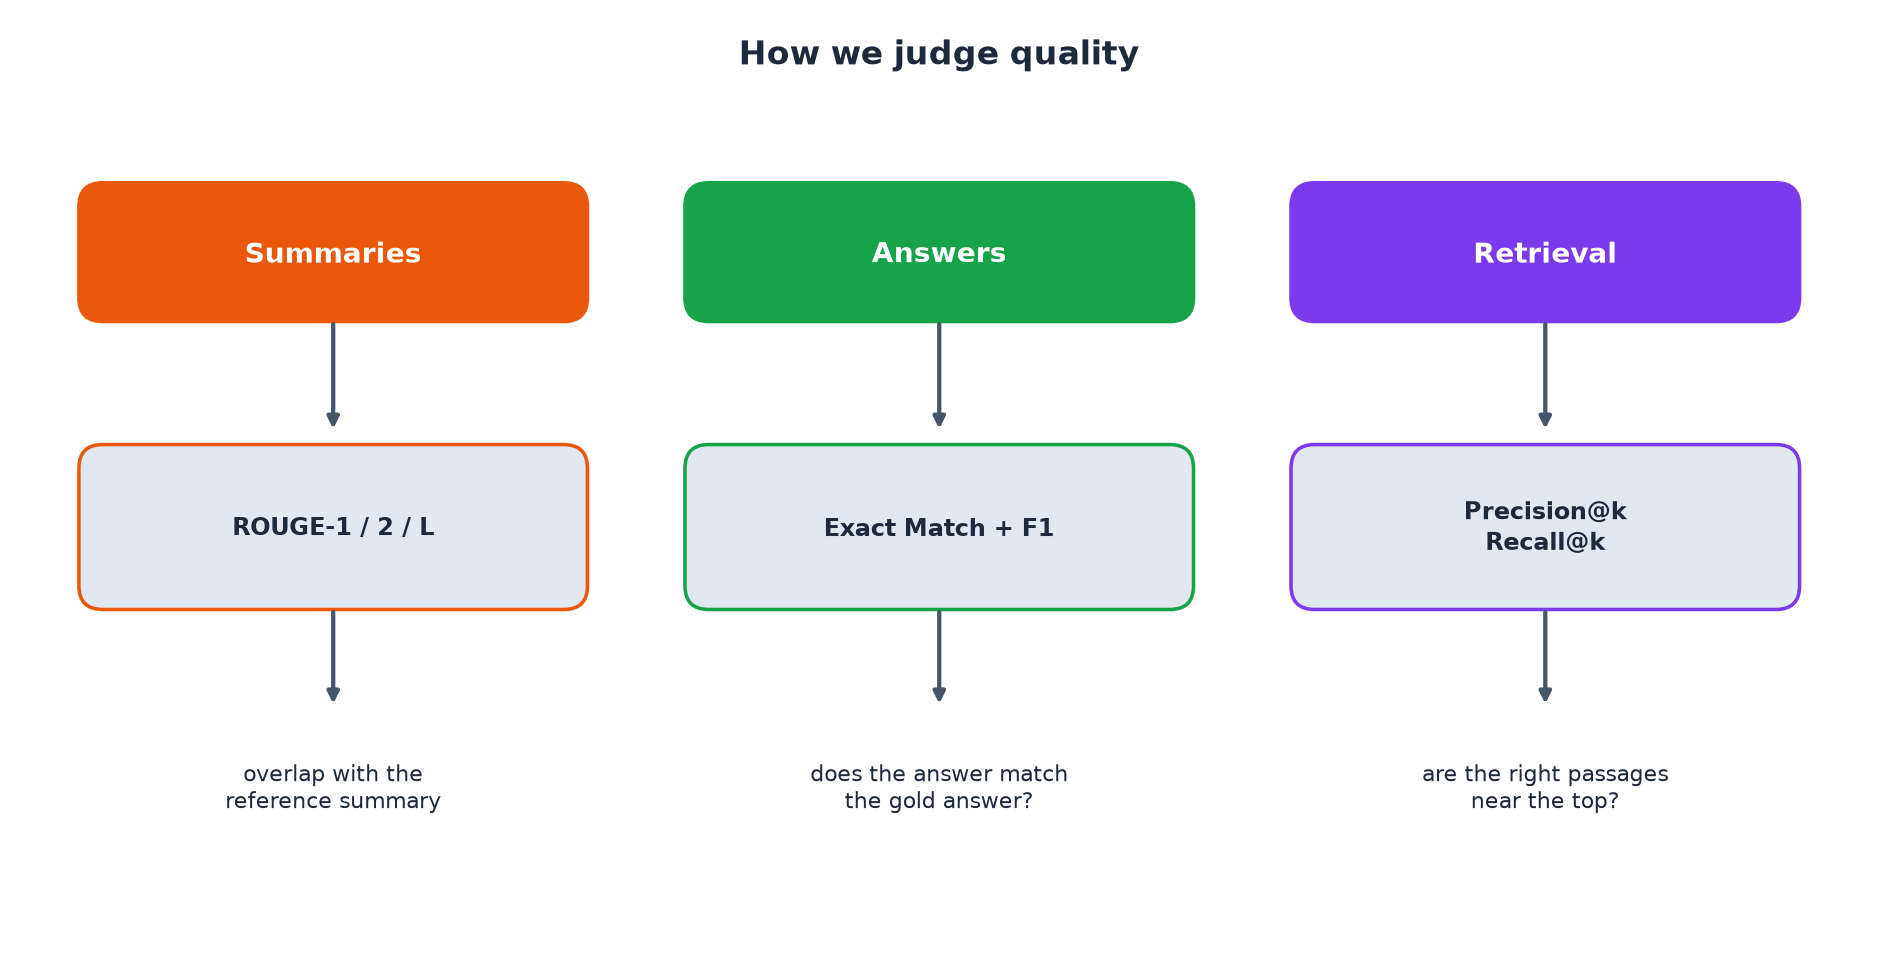 How we judge quality
Summaries
Answers
Retrieval
ROUGE-1 / 2 / L
Exact Match + F1
Precision@k
Recall@k
overlap with the
reference summary
does the answer match
the gold answer?
are the right passages
near the top?